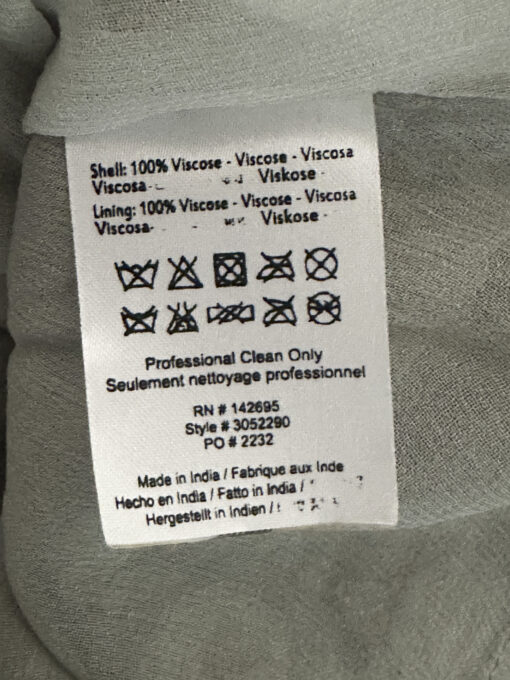 Shell: 100% Viscose - Viscose - Viscosa
Viscosa- Viskose -
Lining: 100% Viscose - Viscose - Viscosa
Viscosa- - Viskose -
Professional Clean Only
Seulement nettoyage professionnel
RN # 142695
Style # 3052290
PO # 2232
Made in India / Fabrique aux Inde
Hecho en India / Fatto in India /
Hergestellt in Indien /